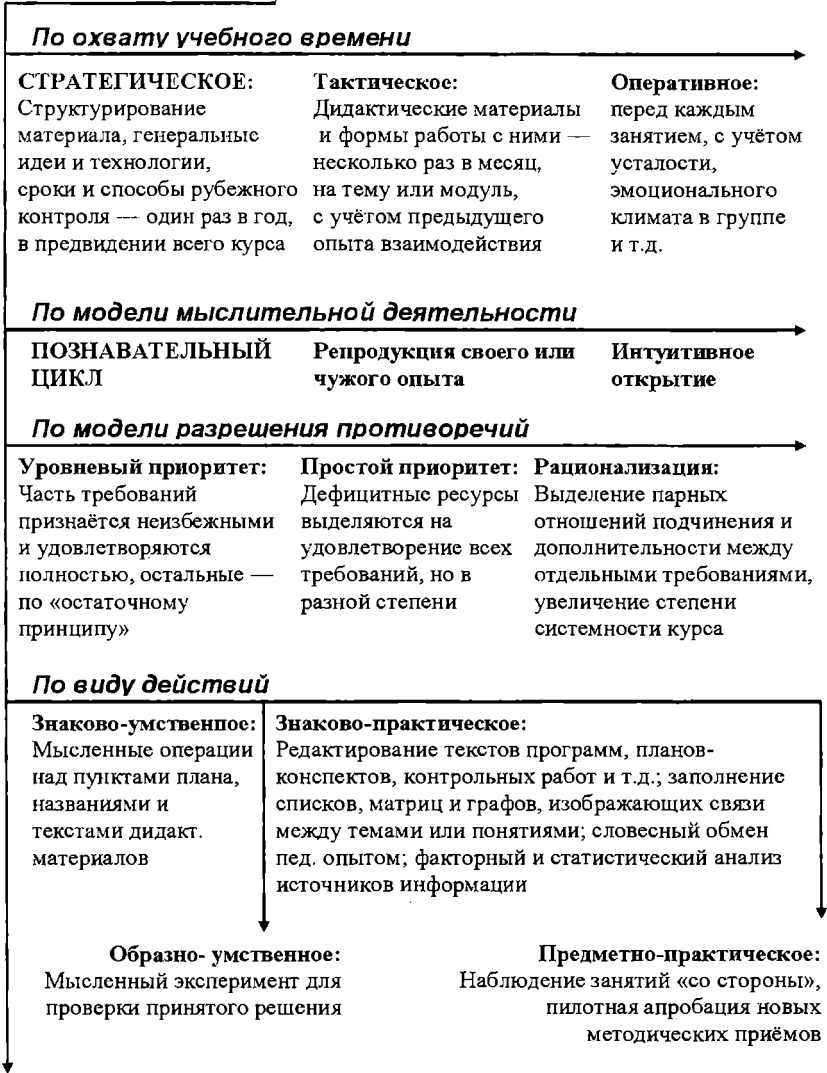 По охвату учебного времени
СТРАТЕГИЧЕСКОЕ:
Структурирование
материала, генеральные
идеи и технологии,
сроки и способы рубежного
контроля — один раз в год,
в предвидении всего курса
Тактическое:
Дидактические материалы
и формы работы с ними —
несколько раз в месяц,
на тему или модуль,
с учётом предыдущего
опыта взаимодействия
Оперативное:
перед каждым
занятием, с учётом
усталости,
эмоционального
климата в группе
и т.д.
По модели мыслительной деятельности
ПОЗНАВАТЕЛЬНЫЙ
ЦИКЛ
Репродукция своего или
чужого опыта
Интуитивное
открытие
По модели разрешения противоречий
Уровневый приоритет:
Часть требований
признаётся неизбежными
и удовлетворяются
полностью, остальные —
по «остаточному
принципу»
Простой приоритет:
Дефицитные ресурсы
выделяются на
удовлетворение всех
требований, но в
разной степени
Рационализация:
Выделение парных
отношений подчинения и
дополнительности между
отдельными требованиями,
увеличение степени
системности курса
По виду действий
Знаково-умственное:
Мысленные операции
над пунктами плана,
названиями и
текстами дидакт.
материалов
Знаково-практическое:
Редактирование текстов программ, планов-
конспектов, контрольных работ и т.д.; заполнение
списков, матриц и графов, изображающих связи
между темами или понятиями; словесный обмен
пед. опытом; факторный и статистический анализ
источников информации
Образно- умственное:
Мысленный эксперимент для
проверки принятого решения
Предметно-практическое:
Наблюдение занятий «со стороны»,
пилотная апробация новых
методических приёмов